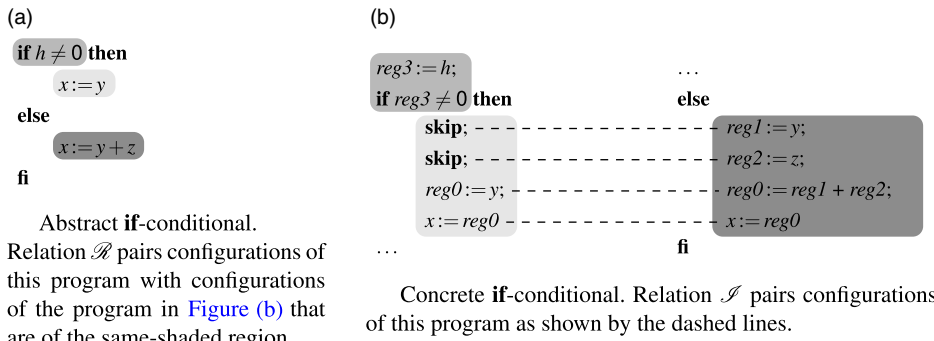 (a)
if h ≠ 0 then
x := y
else
x := y + z
fi
Abstract if-conditional.
Relation ℛ pairs configurations of
this program with configurations
of the program in Figure (b) that
are of the same-shaded region
(b)
reg3 := h;
if reg3 ≠ 0 then
skip;
skip;
reg0 := y;
x := reg0
...
...
else
reg1 := y;
reg2 := z;
reg0 := reg1 + reg2;
x := reg0
fi
Concrete if-conditional. Relation ℐ pairs configurations
of this program as shown by the dashed lines.